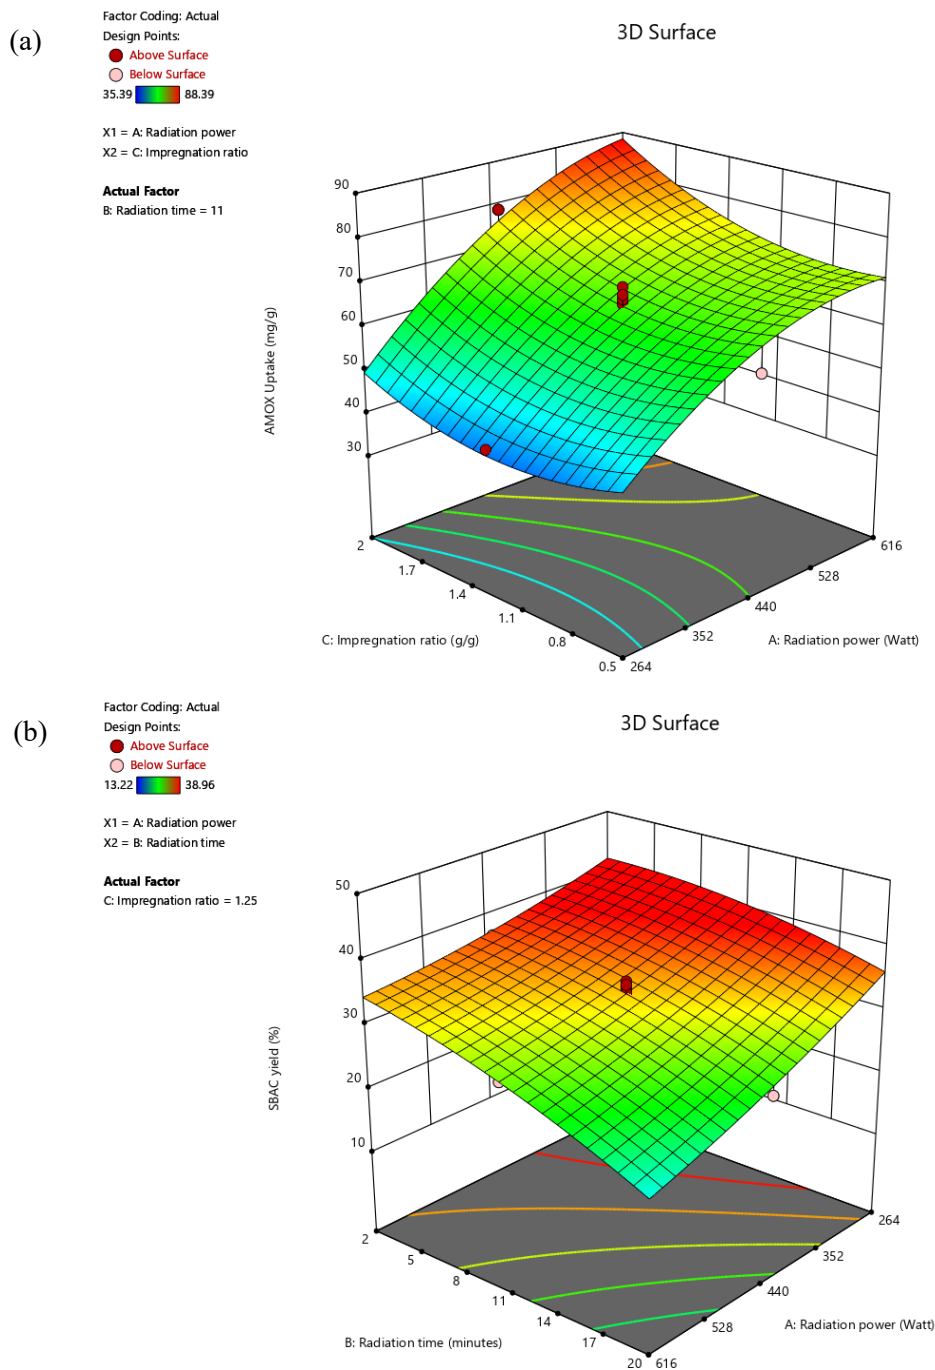 (a)
Factor Coding: Actual
Design Points:
Above Surface
Below Surface
35.39 88.39
X1 = A: Radiation power
X2 = C: Impregnation ratio
Actual Factor
B: Radiation time = 11
3D Surface
90
80
70
60
50
40
30
AMOX Uptake (mg/g)
2
1.7
1.4
1.1
0.8
0.5
C: Impregnation ratio (g/g)
264
352
440
528
616
A: Radiation power (Watt)
(b)
Factor Coding: Actual
Design Points:
Above Surface
Below Surface
13.22 38.96
X1 = A: Radiation power
X2 = B: Radiation time
Actual Factor
C: Impregnation ratio = 1.25
3D Surface
50
40
30
20
10
SBAC yield (%)
2
5
8
11
14
17
20
B: Radiation time (minutes)
616
528
440
352
264
A: Radiation power (Watt)